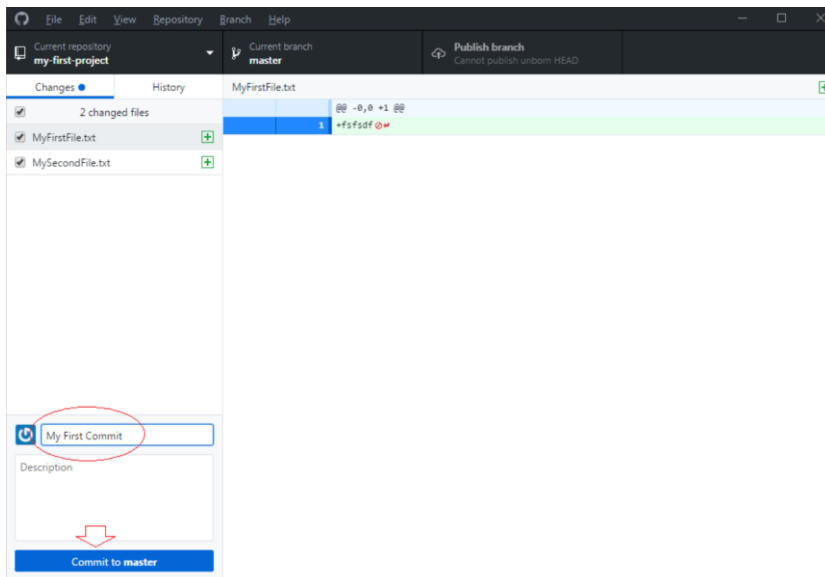 File Edit View Repository Branch Help
Current repository
my-first-project
Current branch
master
Publish branch
Cannot publish unborn HEAD
Changes History
2 changed files
MyFirstFile.txt
MySecondFile.txt
MyFirstFile.txt
@@ -0,0 +1 @@
1 +fsfsdf
My First Commit
Description
Commit to master